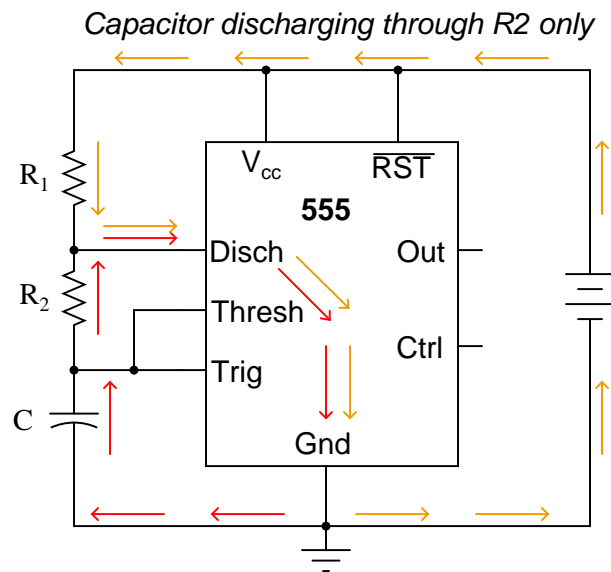 Capacitor discharging through R2 only
Vcc
RST
R1
555
Disch
Out
R2
Thresh
Ctrl
Trig
C
Gnd